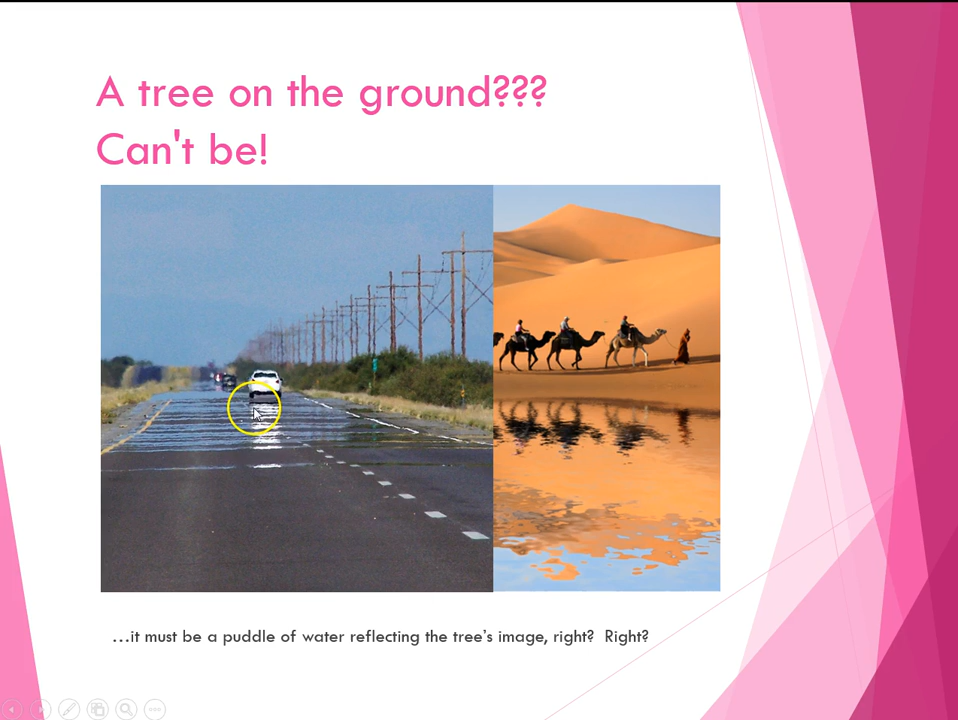 A tree on the ground???
Can't be!
…it must be a puddle of water reflecting the tree’s image, right?  Right?